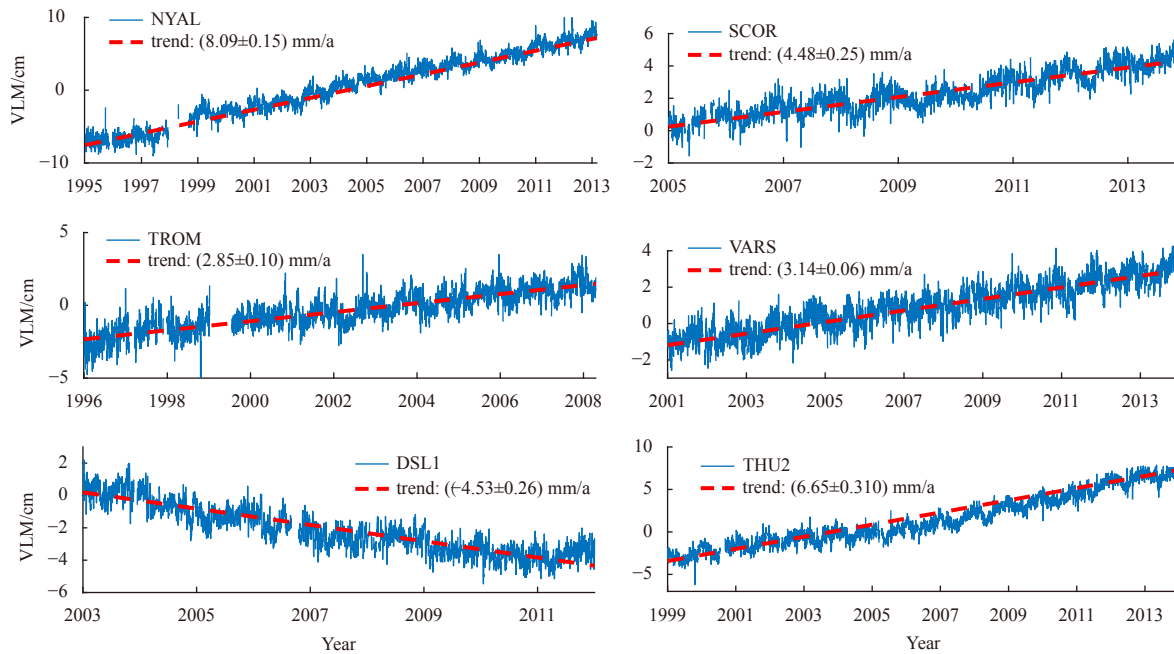 NYAL
trend: (8.09±0.15) mm/a
10
0
−10
VLM/cm
1995 1997 1999 2001 2003 2005 2007 2009 2011 2013
SCOR
trend: (4.48±0.25) mm/a
6
4
2
0
−2
2005 2007 2009 2011 2013
TROM
trend: (2.85±0.10) mm/a
5
0
−5
VLM/cm
1996 1998 2000 2002 2004 2006 2008
VARS
trend: (3.14±0.06) mm/a
4
2
0
−2
2001 2003 2005 2007 2009 2011 2013
DSL1
trend: (−4.53±0.26) mm/a
2
0
−2
−4
−6
VLM/cm
2003 2005 2007 2009 2011
Year
THU2
trend: (6.65±0.310) mm/a
10
5
0
−5
1999 2001 2003 2005 2007 2009 2011 2013
Year